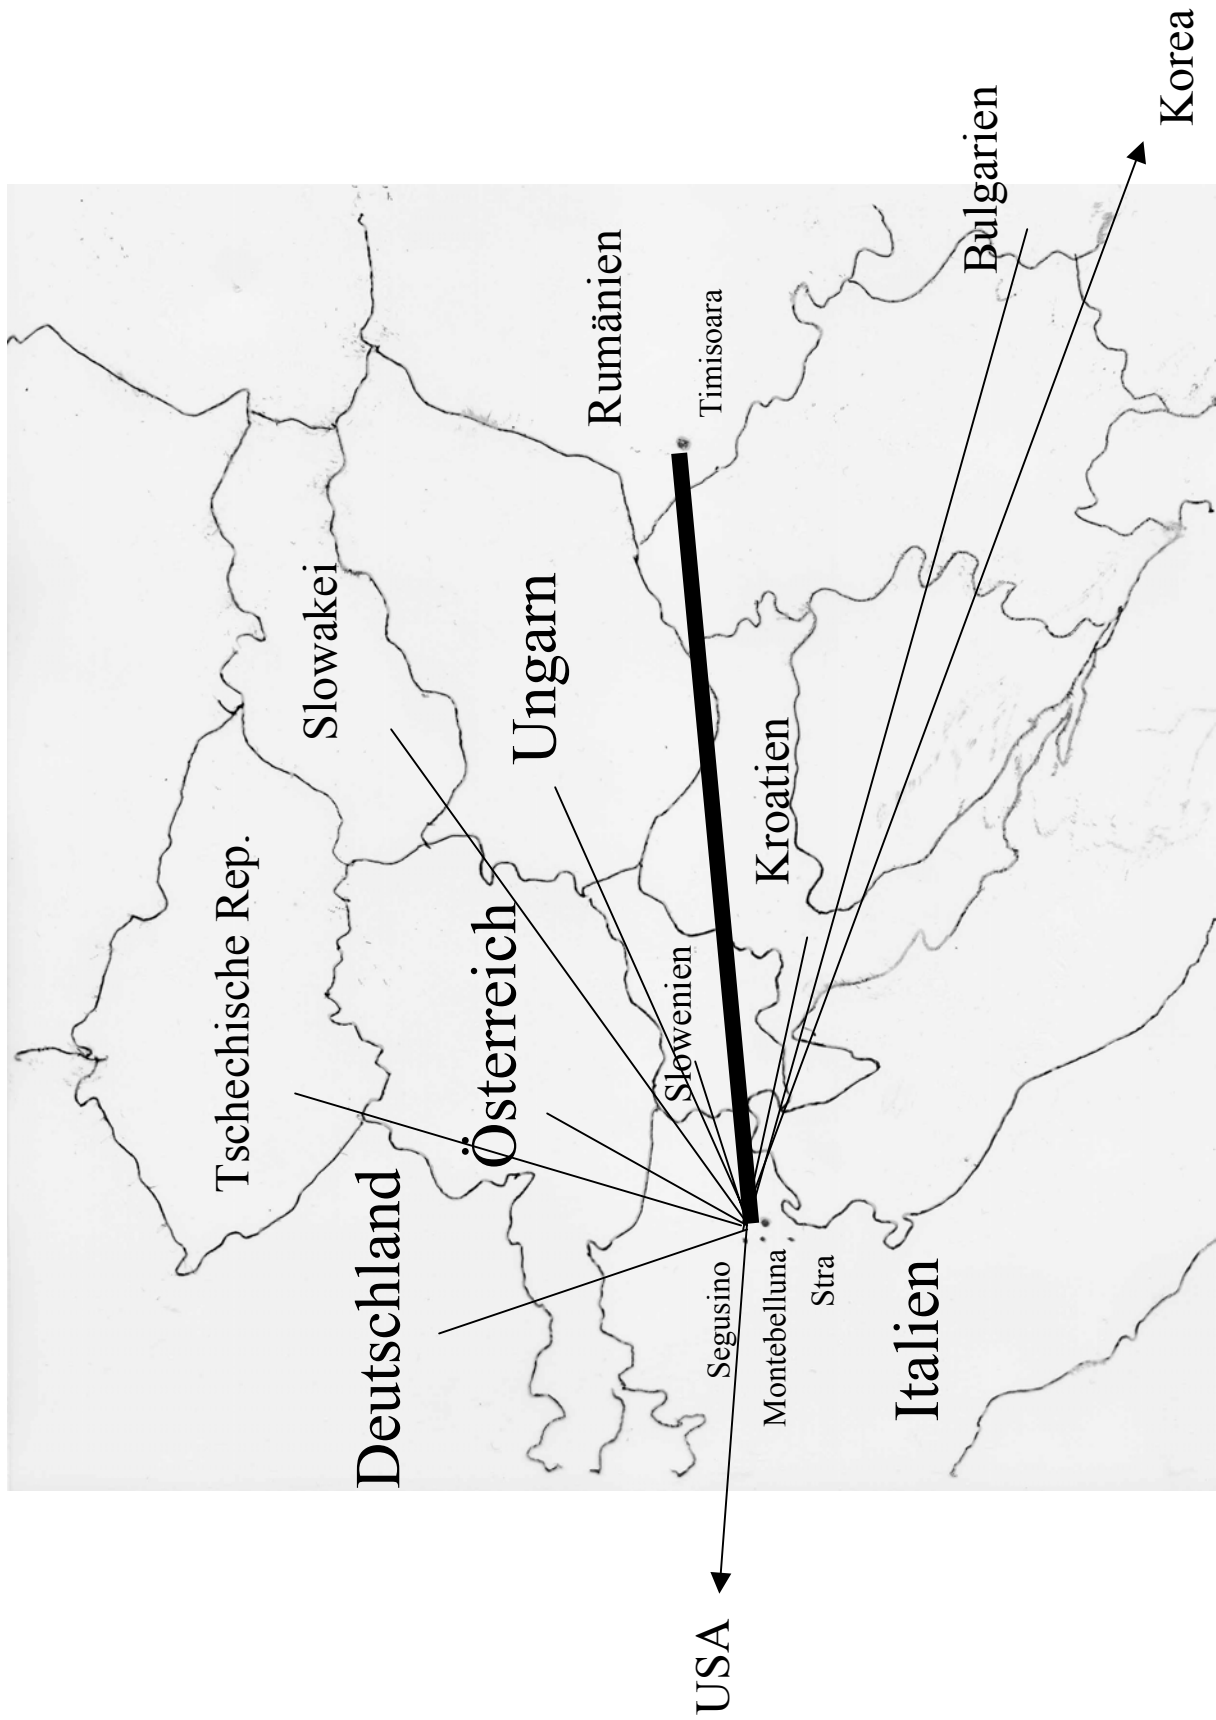 Tschechische Rep.
Slowakei
Deutschland
Österreich
Ungarn
Rumänien
Timisoara
Slowenien
Segusino
USA
Montebelluna
Kroatien
Stra
Italien
Bulgarien
Korea